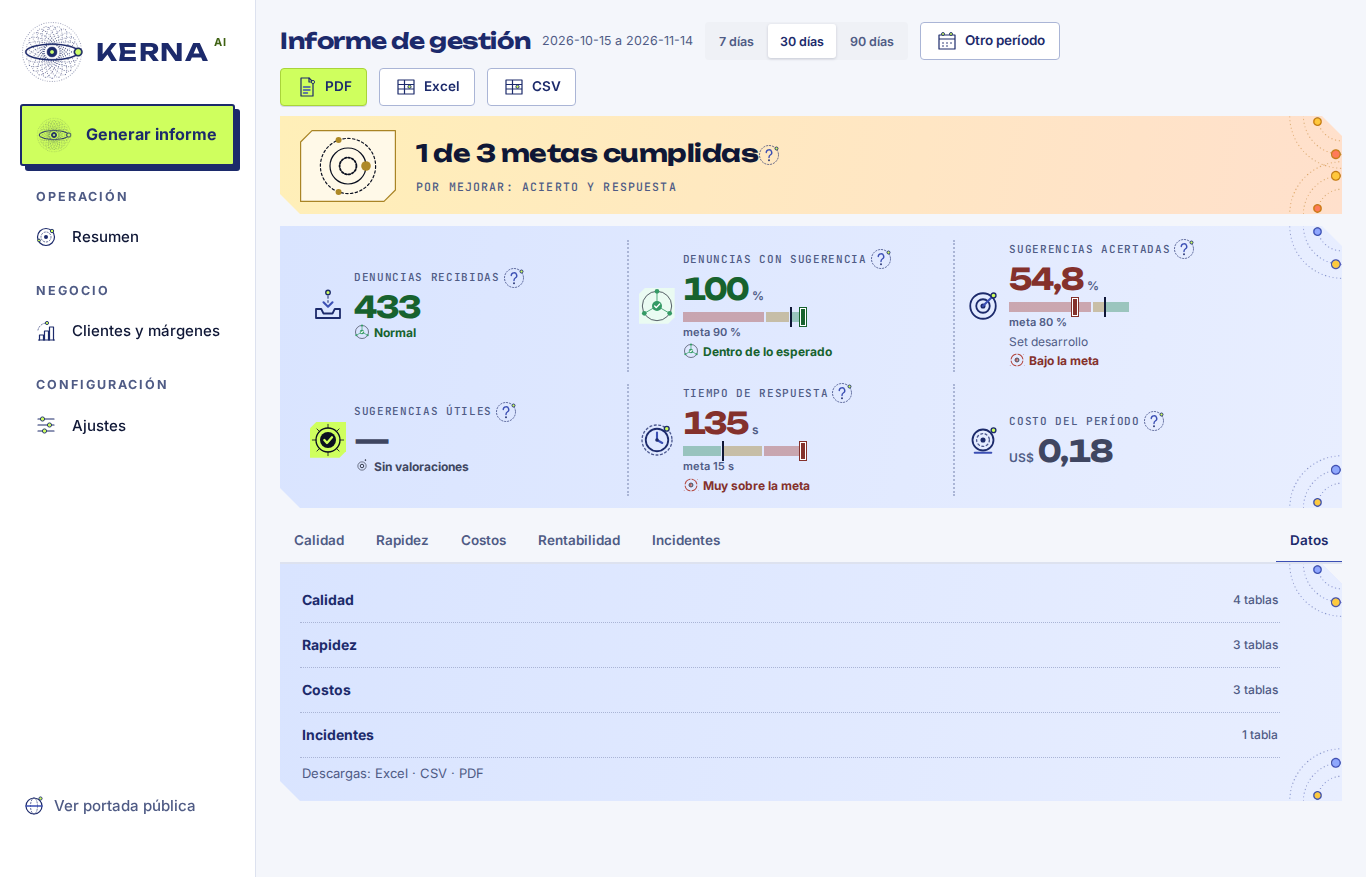 KERNA AI
Generar informe
OPERACIÓN
Resumen
NEGOCIO
Clientes y márgenes
CONFIGURACIÓN
Ajustes
Ver portada pública
Informe de gestión 2026-10-15 a 2026-11-14 7 días 30 días 90 días Otro período
PDF Excel CSV
1 de 3 metas cumplidas ?
POR MEJORAR: ACIERTO Y RESPUESTA
DENUNCIAS RECIBIDAS ?
433
Normal
DENUNCIAS CON SUGERENCIA ?
100 %
meta 90 %
Dentro de lo esperado
SUGERENCIAS ACERTADAS ?
54,8 %
meta 80 %
Set desarrollo
Bajo la meta
SUGERENCIAS ÚTILES ?
—
Sin valoraciones
TIEMPO DE RESPUESTA ?
135 s
meta 15 s
Muy sobre la meta
COSTO DEL PERÍODO ?
US$ 0,18
Calidad Rapidez Costos Rentabilidad Incidentes Datos
Calidad 4 tablas
Rapidez 3 tablas
Costos 3 tablas
Incidentes 1 tabla
Descargas: Excel · CSV · PDF